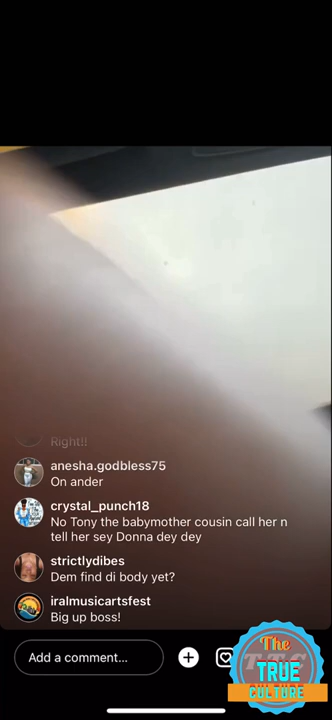 Right!!
anesha.godbless75
On ander
crystal_punch18
No Tony the babymother cousin call her n
tell her sey Donna dey dey
strictlydibes
Dem find di body yet?
iralmusicartsfest
Big up boss!
Add a comment...
The
TRUE
CULTURE